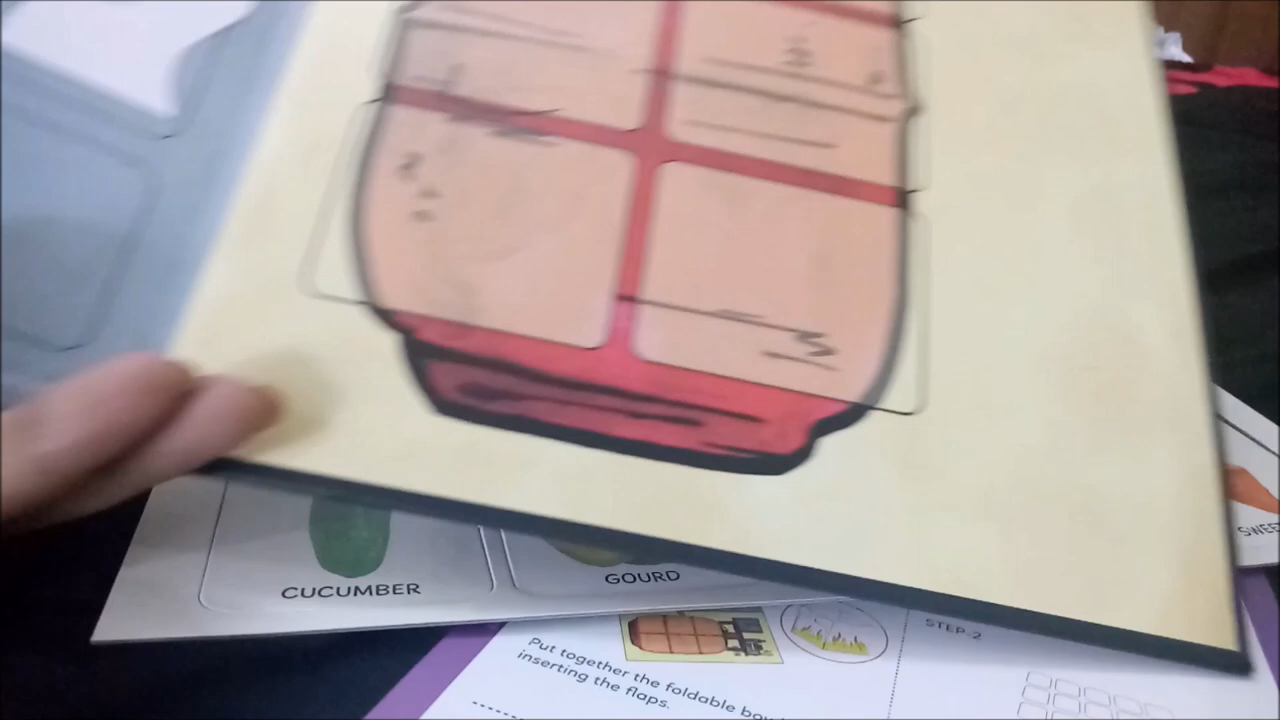 CUCUMBER
GOURD
SWEE
STEP-2
Put together the foldable bo
inserting the flaps.